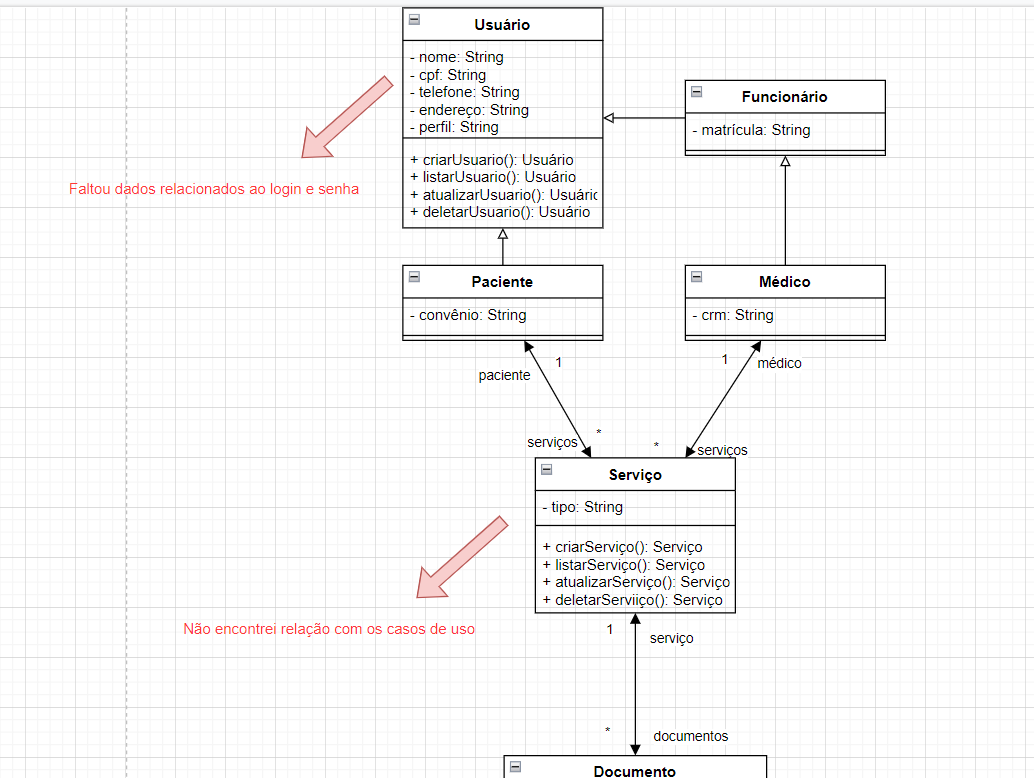 Usuário
- nome: String
- cpf: String
- telefone: String
- endereço: String
- perfil: String
+ criarUsuario(): Usuário
+ listarUsuario(): Usuário
+ atualizarUsuario(): Usuário
+ deletarUsuario(): Usuário
Funcionário
- matrícula: String
Faltou dados relacionados ao login e senha
Paciente
- convênio: String
Médico
- crm: String
1
paciente
1
médico
*
serviços
*
serviços
Serviço
- tipo: String
+ criarServiço(): Serviço
+ listarServiço(): Serviço
+ atualizarServiço(): Serviço
+ deletarServiiço(): Serviço
Não encontrei relação com os casos de uso
1
serviço
*
documentos
Documento